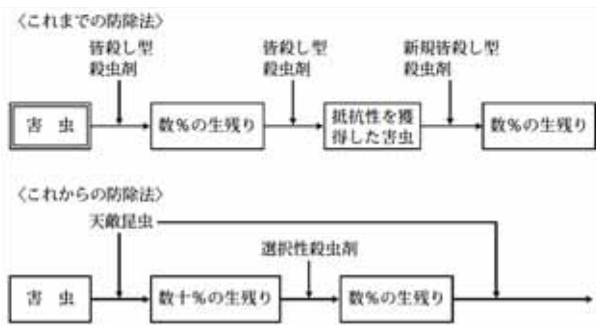 〈これまでの防除法〉
皆殺し型
殺虫剤
皆殺し型
殺虫剤
新規皆殺し型
殺虫剤
害 虫
数％の生残り
抵抗性を獲
得した害虫
数％の生残り
〈これからの防除法〉
天敵昆虫
選択性殺虫剤
害 虫
数十％の生残り
数％の生残り